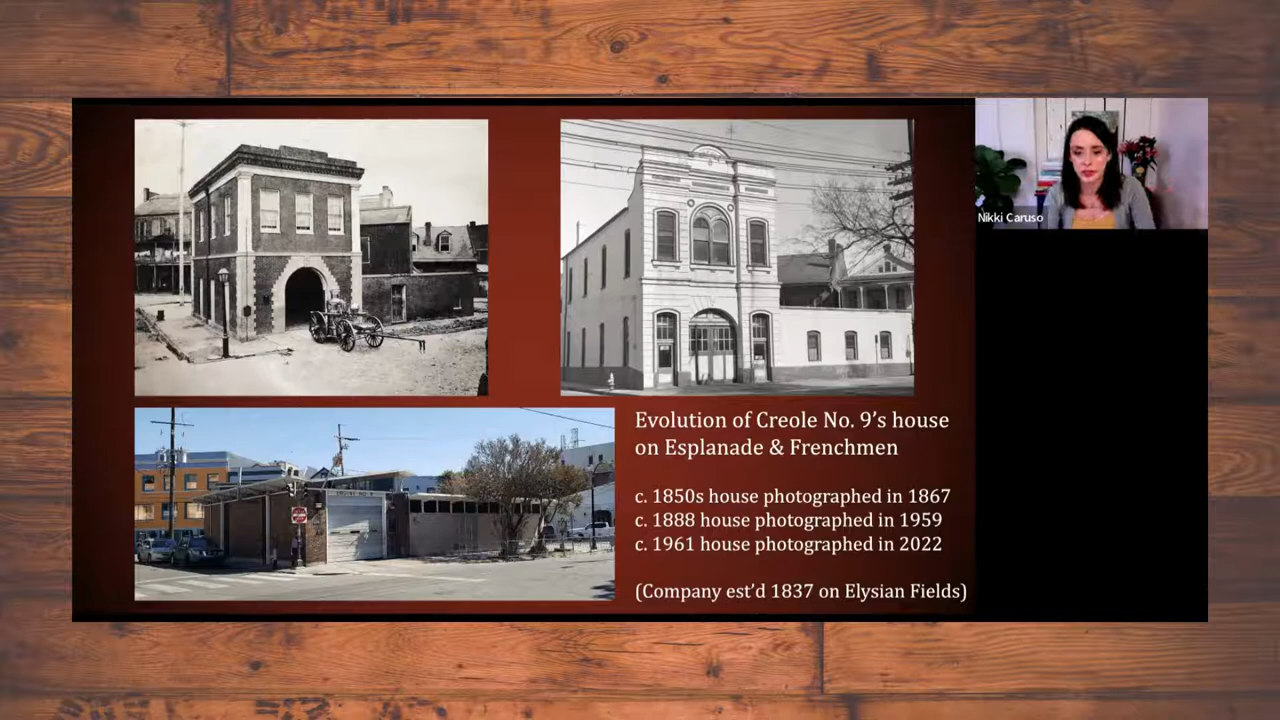 Nikki Caruso
Evolution of Creole No. 9’s house
on Esplanade & Frenchmen
c. 1850s house photographed in 1867
c. 1888 house photographed in 1959
c. 1961 house photographed in 2022
(Company est’d 1837 on Elysian Fields)